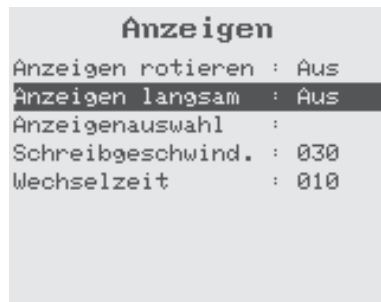 Anzeigen
Anzeigen rotieren : Aus
Anzeigen langsam : Aus
Anzeigenauswahl :
Schreibgeschwind. : 030
Wechselzeit : 010